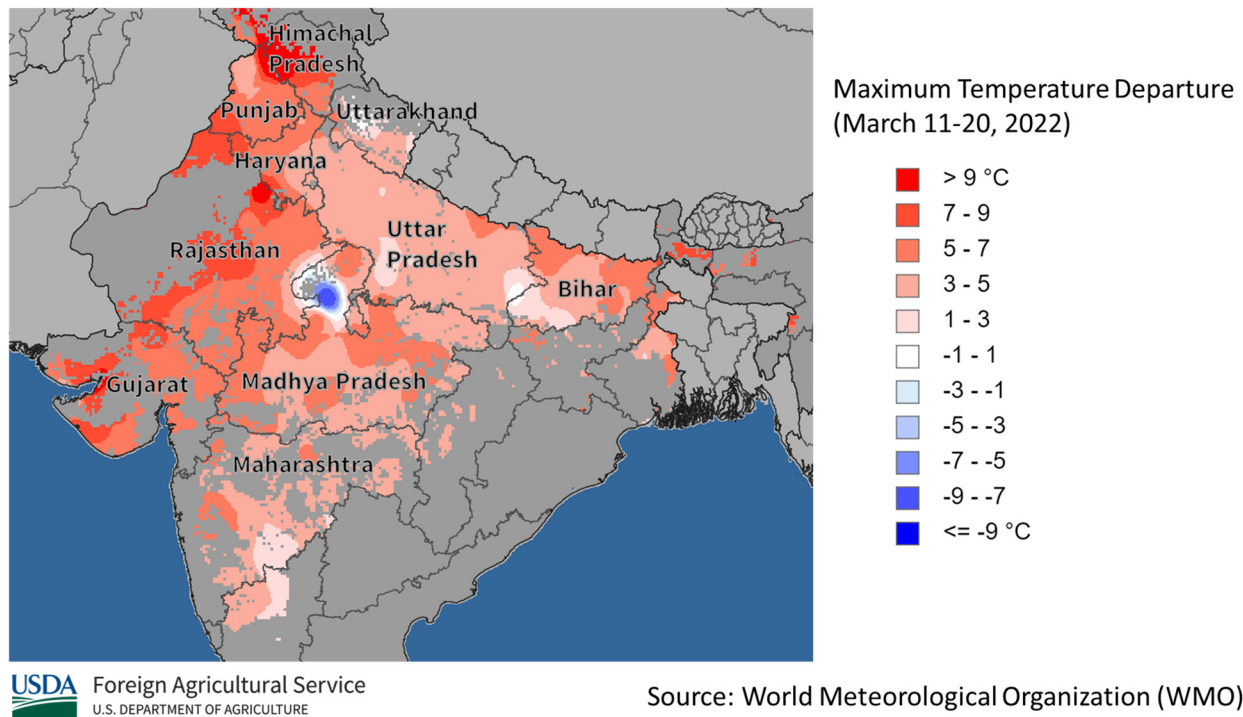 Himachal
Pradesh
Punjab
Uttarakhand
Haryana
Uttar
Pradesh
Rajasthan
Bihar
Gujarat
Madhya Pradesh
Maharashtra
Maximum Temperature Departure
(March 11-20, 2022)
> 9 °C
7 - 9
5 - 7
3 - 5
1 - 3
-1 - 1
-3 - -1
-5 - -3
-7 - -5
-9 - -7
<= -9 °C
USDA
Foreign Agricultural Service
U.S. DEPARTMENT OF AGRICULTURE
Source: World Meteorological Organization (WMO)